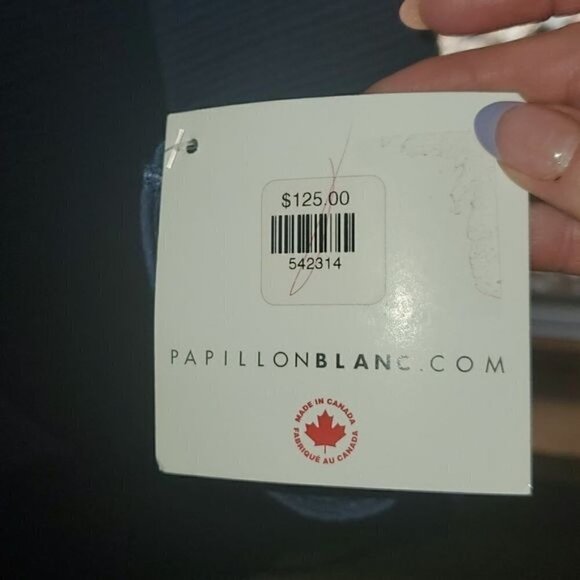 $125.00
542314
PAPILLONBLANC.COM
MADE IN CANADA
FABRIQUÉ AU CANADA